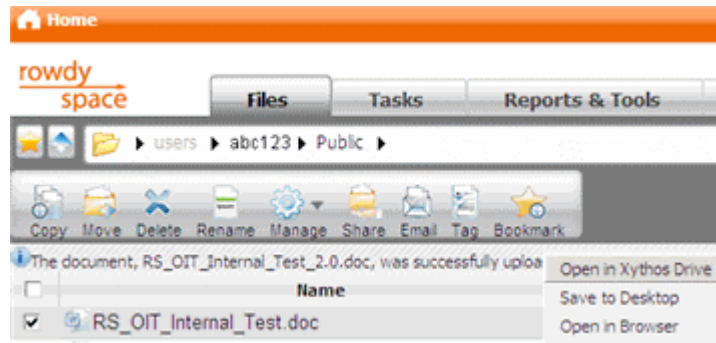 Home
rowdy
space
Files Tasks Reports & Tools
users abc123 Public
Copy Move Delete Rename Manage Share Email Tag Bookmark
The document, RS_OIT_Internal_Test_2.0.doc, was successfully uploa
Name
RS_OIT_Internal_Test.doc
Open in Xythos Drive
Save to Desktop
Open in Browser